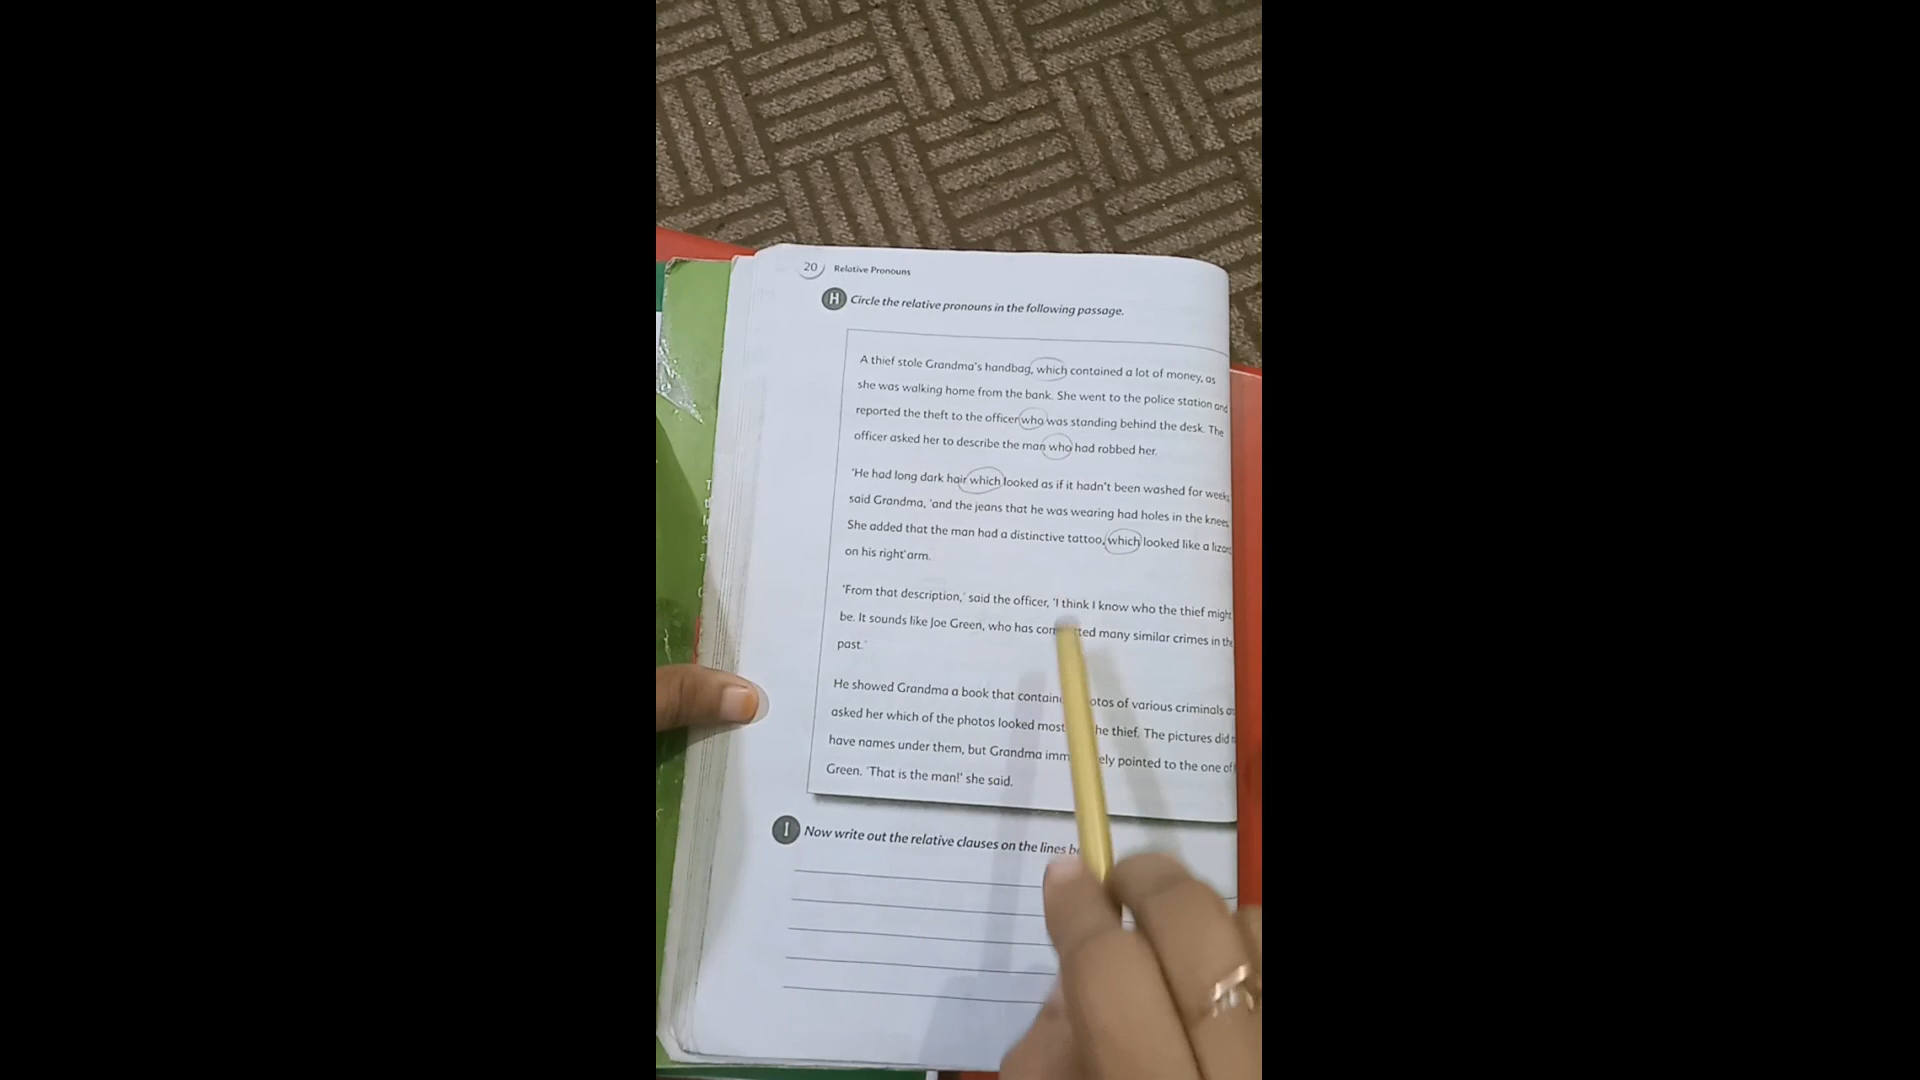 20 Relative Pronouns
H Circle the relative pronouns in the following passage.
A thief stole Grandma's handbag, which contained a lot of money, as
she was walking home from the bank. She went to the police station and
reported the theft to the officer who was standing behind the desk. The
officer asked her to describe the man who had robbed her.
'He had long dark hair which looked as if it hadn't been washed for weeks
said Grandma, 'and the jeans that he was wearing had holes in the knees
She added that the man had a distinctive tattoo, which looked like a
on his right arm.
'From that description,' said the officer, 'I think I know who the thief might
be. It sounds like Joe Green, who has many similar crimes in the
past.'
He showed Grandma a book that of various criminals
asked her which of the photos looked most thief. The pictures did
have names under them, but Grandma pointed to the one of
Green. 'That is the man!' she said.
I Now write out the relative clauses on the lines